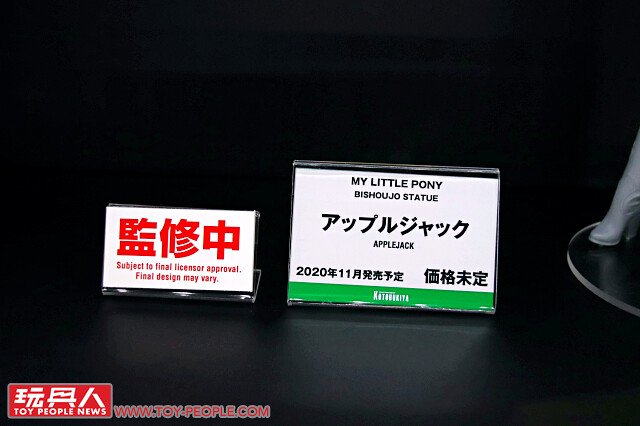 監修中
Subject to final licensor approval.
Final design may vary.
MY LITTLE PONY
BISHOUJO STATUE
アップルジャック
APPLEJACK
2020年11月発売予定 価格未定
KOTOBUKIYA
玩具人
TOY PEOPLE NEWS
WWW.TOY-PEOPLE.COM